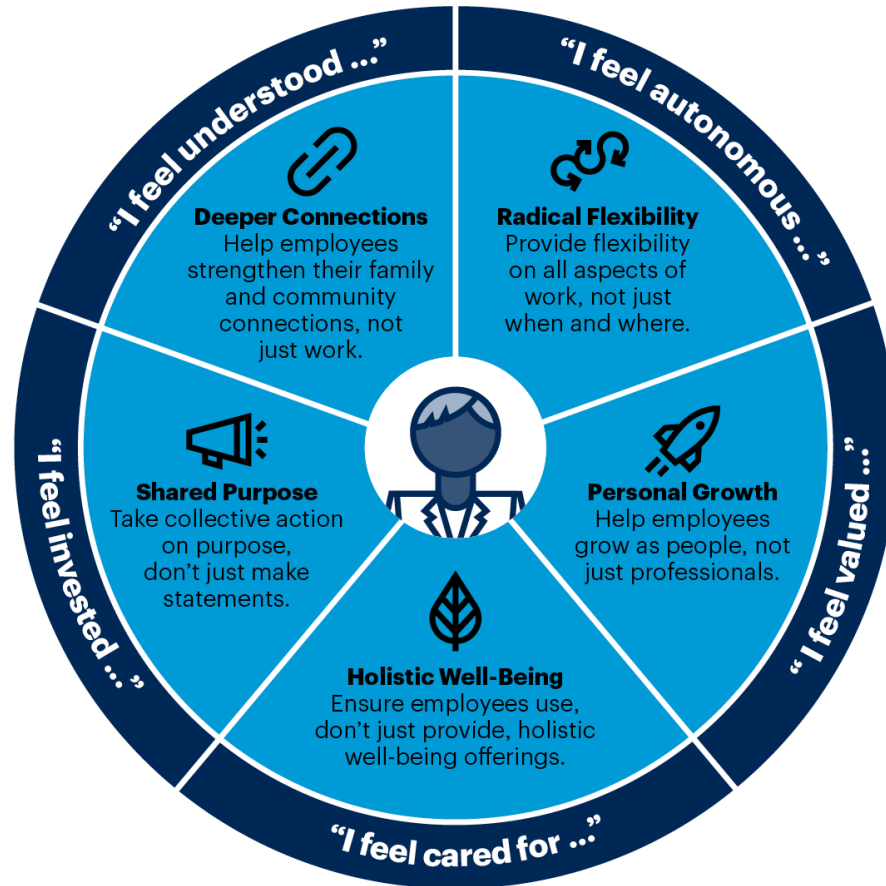 “I feel understood ...”
Deeper Connections
Help employees
strengthen their family
and community
connections, not
just work.
“I feel autonomous ...”
Radical Flexibility
Provide flexibility
on all aspects of
work, not just
when and where.
“I feel valued ...”
Personal Growth
Help employees
grow as people, not
just professionals.
“I feel cared for ...”
Holistic Well-Being
Ensure employees use,
don’t just provide, holistic
well-being offerings.
“I feel invested ...”
Shared Purpose
Take collective action
on purpose,
don’t just make
statements.